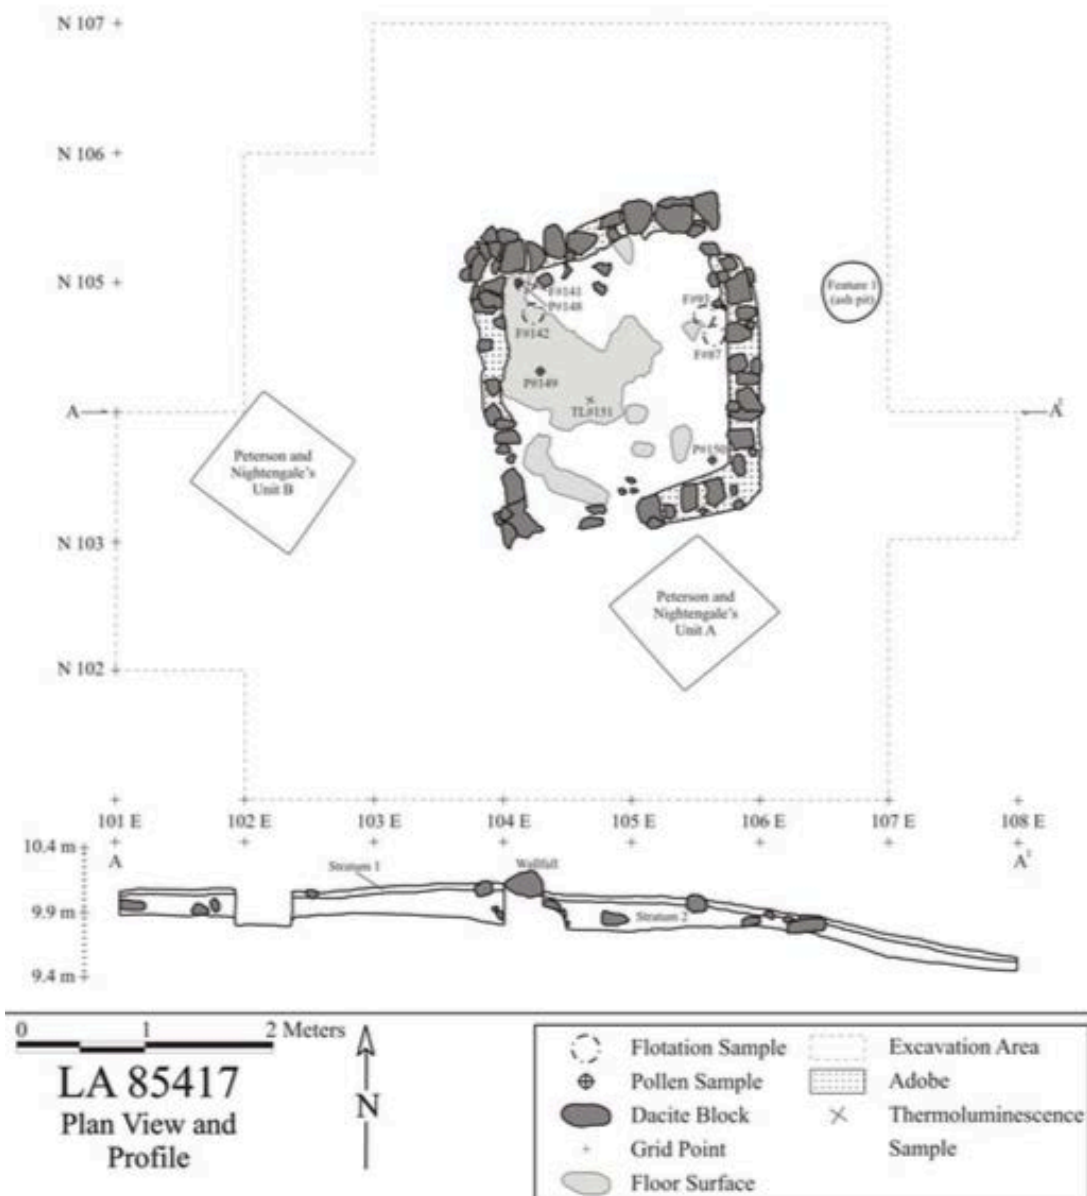 N 107
N 106
N 105
F#141
P#148
F#93
Feature 1
(ash pit)
F#142
F#87
P#149
TL#151
A
A'
P#150
Peterson and
Nightengale's
Unit B
N 103
Peterson and
Nightengale's
Unit A
N 102
101 E
102 E
103 E
104 E
105 E
106 E
107 E
108 E
10.4 m
A
Stratum 1
Wallfall
A'
9.9 m
Stratum 2
9.4 m
0
1
2 Meters
LA 85417
Plan View and
Profile
N
Flotation Sample
Pollen Sample
Dacite Block
Grid Point
Floor Surface
Excavation Area
Adobe
Thermoluminescence
Sample